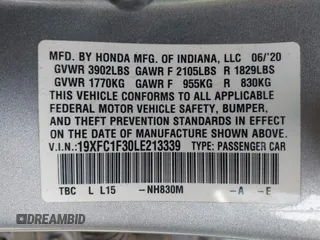 MFD. BY HONDA MFG. OF INDIANA, LLC 06/'20
GVWR 3902LBS GAWR F 2105LBS R 1829LBS
GVWR 1770KG GAWR F 955KG R 830KG
THIS VEHICLE CONFORMS TO ALL APPLICABLE
FEDERAL MOTOR VEHICLE SAFETY, BUMPER,
AND THEFT PREVENTION STANDARDS IN EFFECT
ON THE DATE OF MANUFACTURE SHOWN ABOVE.
V.I.N.:19XFC1F30LE213339 TYPE: PASSENGER CAR
TBC L L15 -NH830M -A -E
DREAMBID